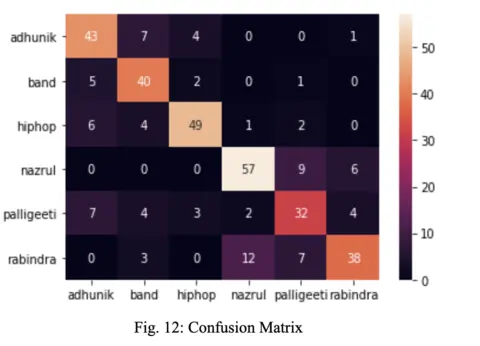 adhunik 43 7 4 0 0 1
band 5 40 2 0 1 0
hiphop 6 4 49 1 2 0
nazrul 0 0 0 57 9 6
palligeeti 7 4 3 2 32 4
rabindra 0 3 0 12 7 38
adhunik band hiphop nazrul palligeeti rabindra
50
40
30
20
10
0
Fig. 12: Confusion Matrix